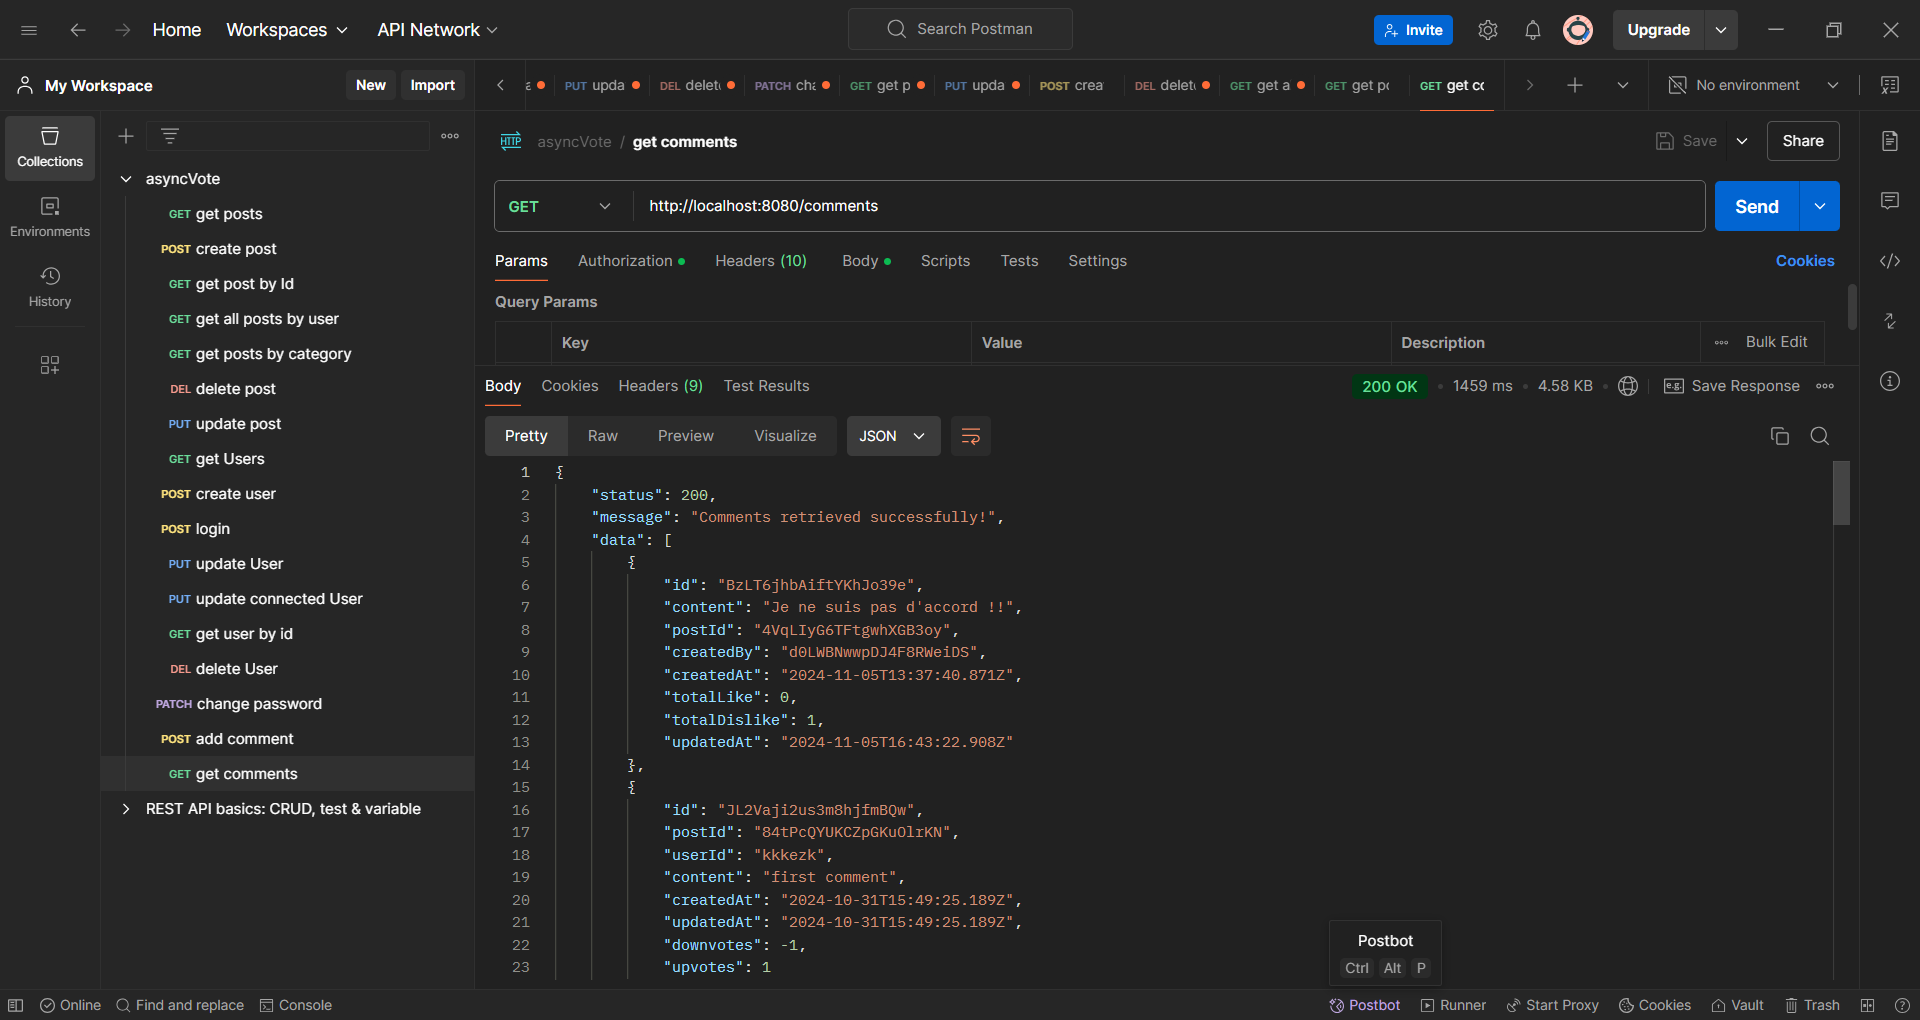 Home Workspaces API Network Search Postman Invite Upgrade
My Workspace New Import
PUT upda DEL delet PATCH cha GET get p PUT upda POST crea DEL delet GET get a GET get po GET get co No environment
Collections
Environments
History
asyncVote
GET get posts
POST create post
GET get post by Id
GET get all posts by user
GET get posts by category
DEL delete post
PUT update post
GET get Users
POST create user
POST login
PUT update User
PUT update connected User
GET get user by id
DEL delete User
PATCH change password
POST add comment
GET get comments
REST API basics: CRUD, test & variable
HTTP asyncVote / get comments Save Share
GET http://localhost:8080/comments Send
Params Authorization Headers (10) Body Scripts Tests Settings Cookies
Query Params
Key Value Description Bulk Edit
Body Cookies Headers (9) Test Results 200 OK 1459 ms 4.58 KB e.g. Save Response
Pretty Raw Preview Visualize JSON
1 {
2 "status": 200,
3 "message": "Comments retrieved successfully!",
4 "data": [
5 {
6 "id": "BzLT6jhbAiftYKhJo39e",
7 "content": "Je ne suis pas d'accord !!",
8 "postId": "4VqLIyG6TFtgwhXGB3oy",
9 "createdBy": "d0LWBNwwpDJ4F8RWeiDS",
10 "createdAt": "2024-11-05T13:37:40.871Z",
11 "totalLike": 0,
12 "totalDislike": 1,
13 "updatedAt": "2024-11-05T16:43:22.908Z"
14 },
15 {
16 "id": "JL2Vaji2us3m8hjfmBQw",
17 "postId": "84tPcQYUKCZpGKuOlrKN",
18 "userId": "kkkezk",
19 "content": "first comment",
20 "createdAt": "2024-10-31T15:49:25.189Z",
21 "updatedAt": "2024-10-31T15:49:25.189Z",
22 "downvotes": -1,
23 "upvotes": 1
Postbot
Ctrl Alt P
Online Find and replace Console Postbot Runner Start Proxy Cookies Vault Trash